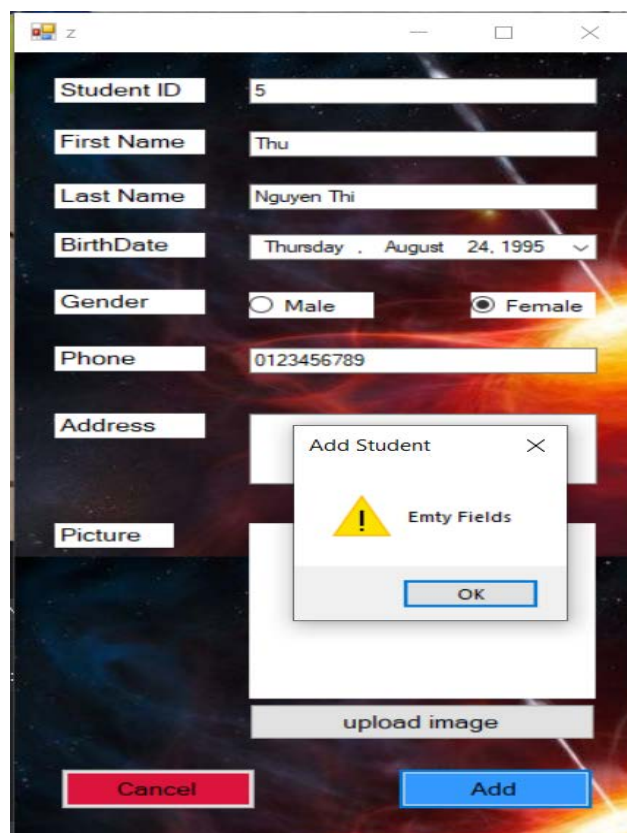 z
Student ID 5
First Name Thu
Last Name Nguyen Thi
BirthDate Thursday , August 24, 1995
Gender Male Female
Phone 0123456789
Address
Add Student
Emty Fields
Picture
OK
upload image
Cancel Add